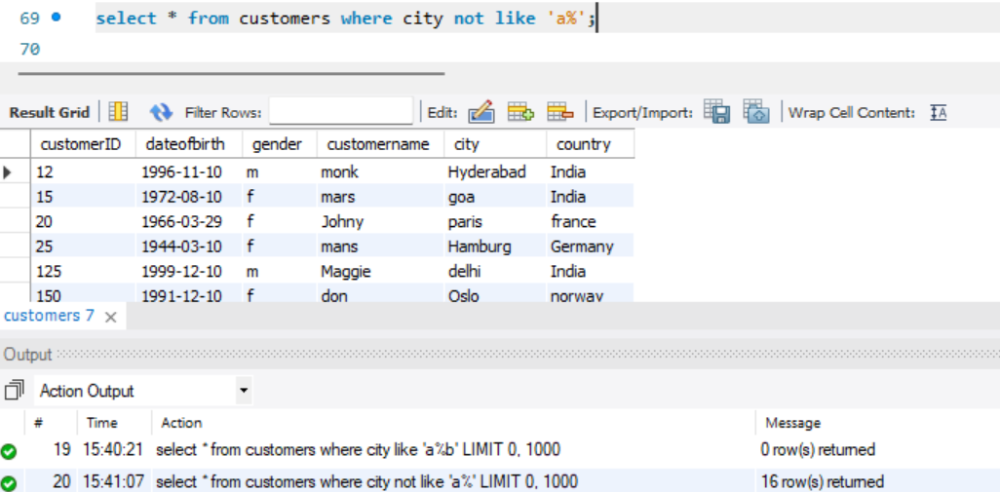 69 select * from customers where city not like 'a%';
70
Result Grid Filter Rows: Edit: Export/Import: Wrap Cell Content: IA
customerID dateofbirth gender customername city country
12 1996-11-10 m monk Hyderabad India
15 1972-08-10 f mars goa India
20 1966-03-29 f Johny paris france
25 1944-03-10 f mans Hamburg Germany
125 1999-12-10 m Maggie delhi India
150 1991-12-10 f don Oslo norway
customers 7 ×
Output
Action Output
# Time Action Message
19 15:40:21 select * from customers where city like 'a%b' LIMIT 0, 1000 0 row(s) returned
20 15:41:07 select * from customers where city not like 'a%' LIMIT 0, 1000 16 row(s) returned